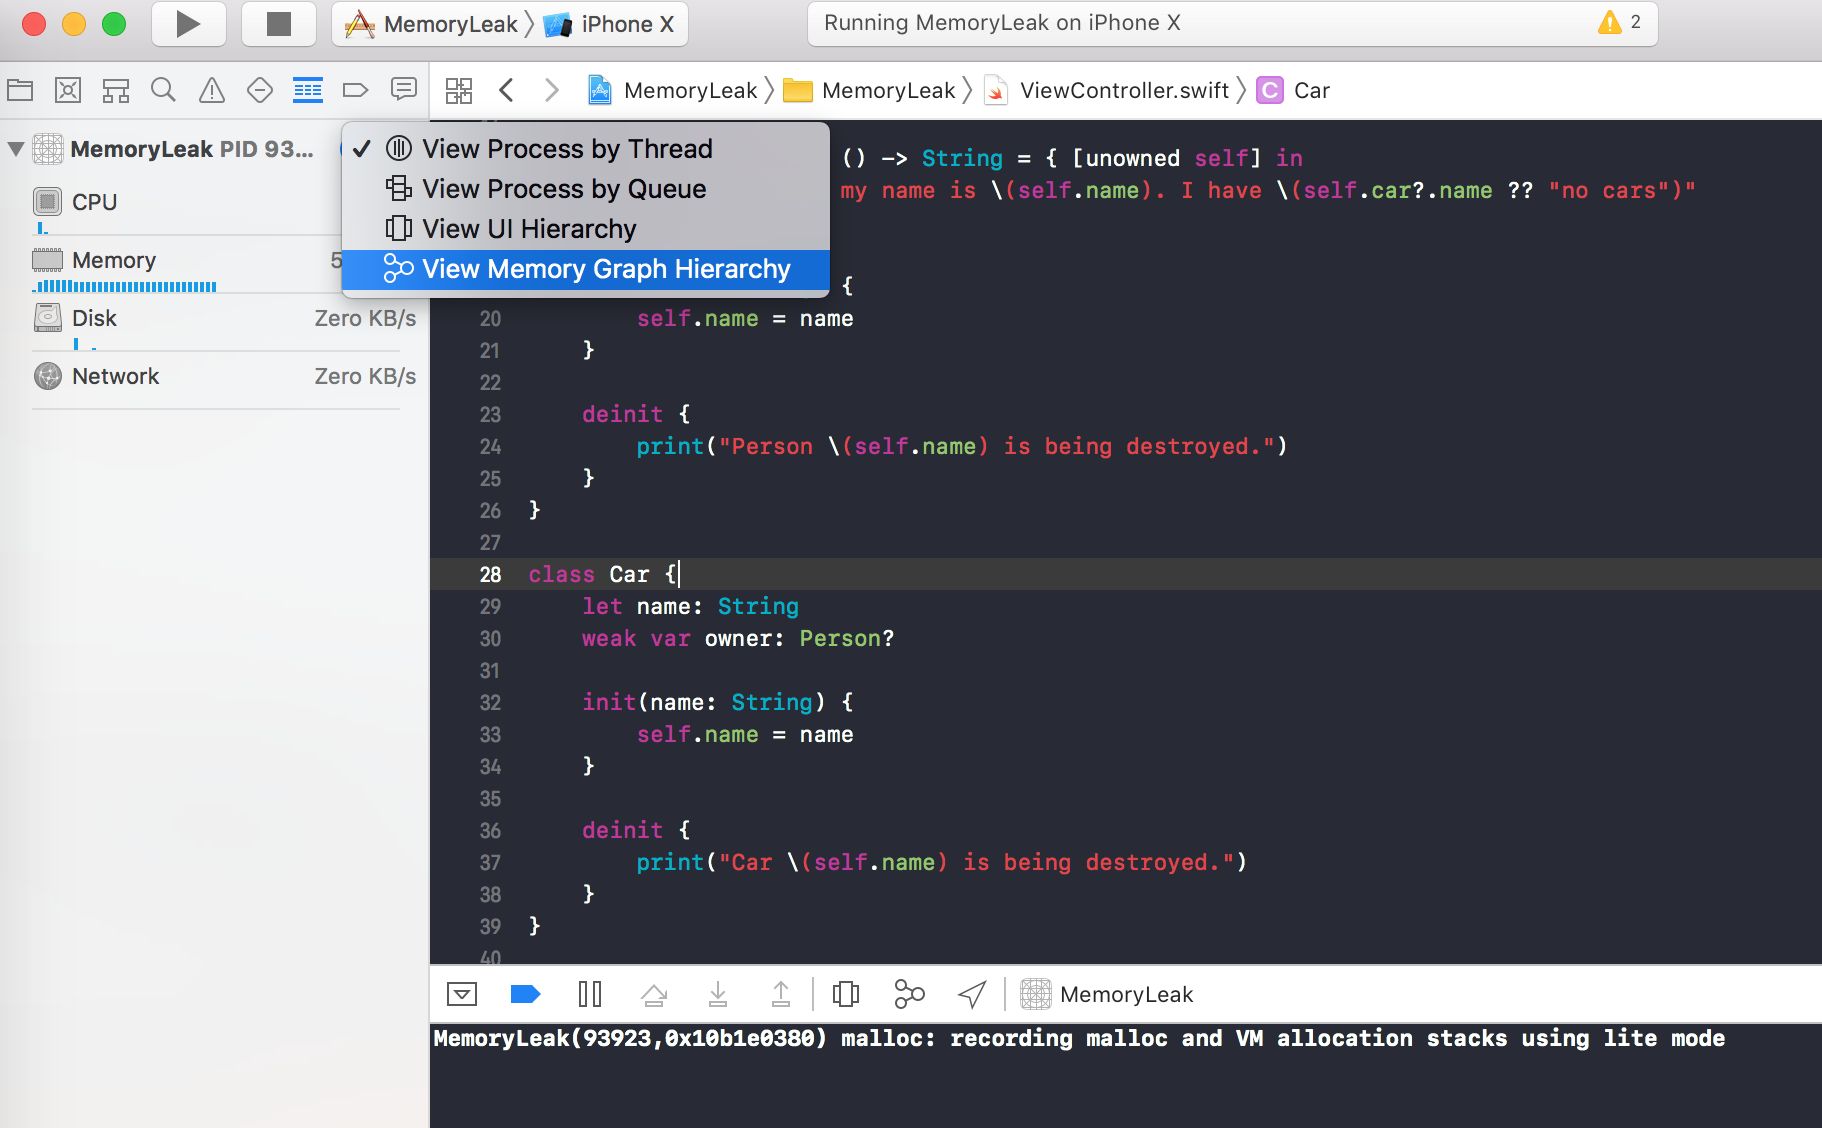 MemoryLeak iPhone X
Running MemoryLeak on iPhone X 2
MemoryLeak MemoryLeak ViewController.swift C Car
MemoryLeak PID 93...
CPU
Memory 5
Disk Zero KB/s
Network Zero KB/s
✓ View Process by Thread
View Process by Queue
View UI Hierarchy
View Memory Graph Hierarchy
() -> String = { [unowned self] in
my name is \(self.name). I have \(self.car?.name ?? "no cars")"
{
20 self.name = name
21 }
22
23 deinit {
24 print("Person \(self.name) is being destroyed.")
25 }
26 }
27
28 class Car {
29 let name: String
30 weak var owner: Person?
31
32 init(name: String) {
33 self.name = name
34 }
35
36 deinit {
37 print("Car \(self.name) is being destroyed.")
38 }
39 }
40
MemoryLeak
MemoryLeak(93923,0x10b1e0380) malloc: recording malloc and VM allocation stacks using lite mode